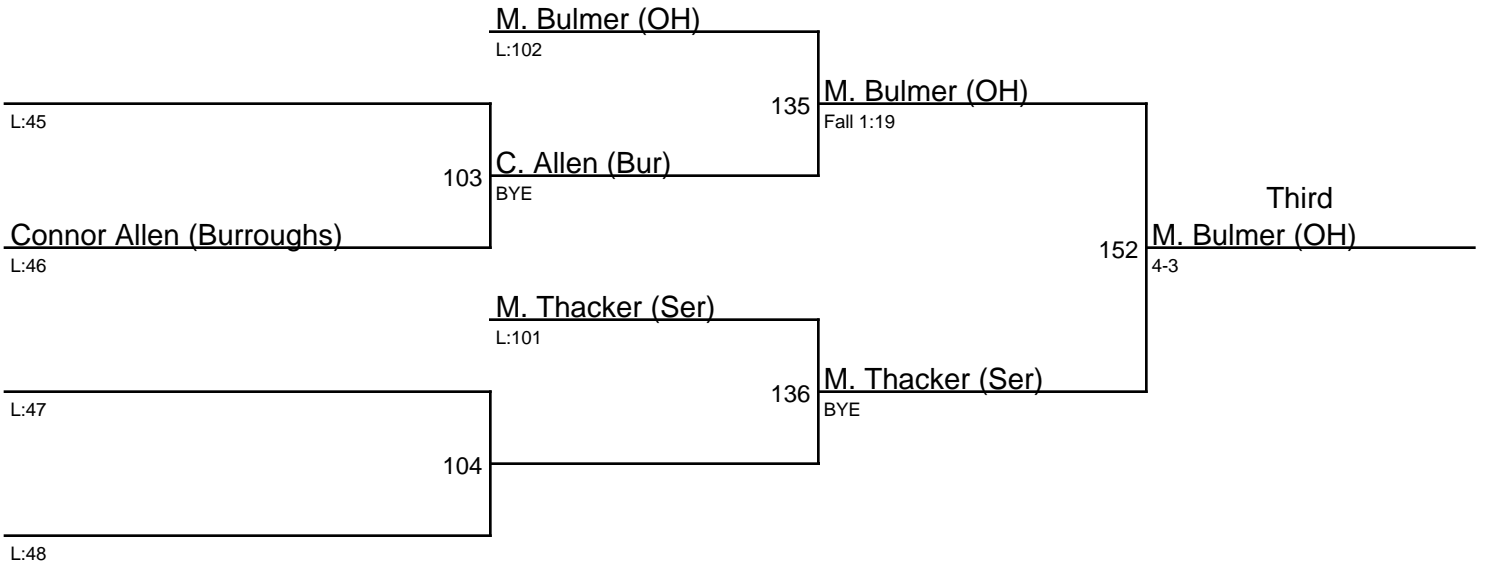 M. Bulmer (OH)
L:102
M. Bulmer (OH)
135
Fall 1:19
L:45
C. Allen (Bur)
103
BYE
Third
Connor Allen (Burroughs)
M. Bulmer (OH)
152
L:46
4-3
M. Thacker (Ser)
L:101
M. Thacker (Ser)
136
L:47
BYE
104
L:48